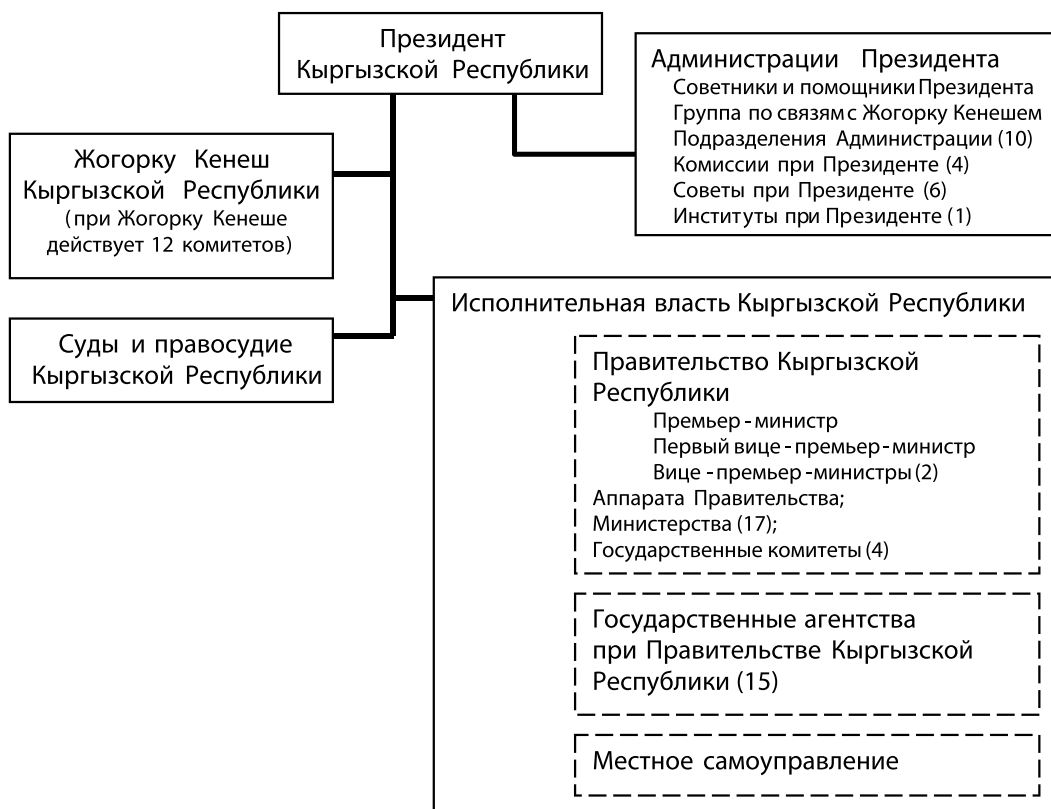 Президент
Кыргызской Республики
Администрации Президента
Советники и помощники Президента
Группа по связям с Жогорку Кенешем
Подразделения Администрации (10)
Комиссии при Президенте (4)
Советы при Президенте (6)
Институты при Президенте (1)
Жогорку Кенеш
Кыргызской Республики
(при Жогорку Кенеше
действует 12 комитетов)
Суды и правосудие
Кыргызской Республики
Исполнительная власть Кыргызской Республики
Правительство Кыргызской
Республики
Премьер - министр
Первый вице - премьер - министр
Вице - премьер - министры (2)
Аппарата Правительства;
Министерства (17);
Государственные комитеты (4)
Государственные агентства
при Правительстве Кыргызской
Республики (15)
Местное самоуправление